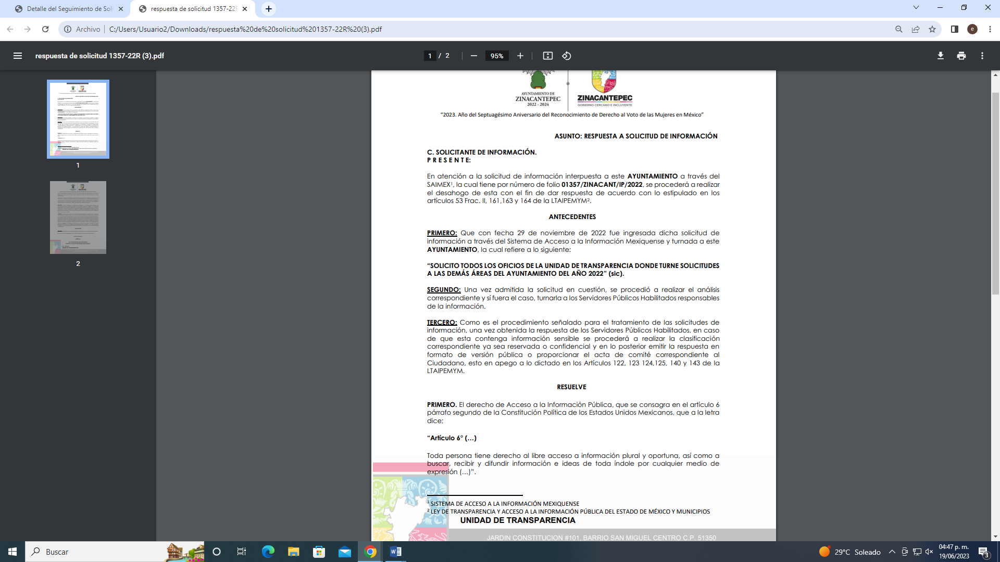 Detalle del Seguimiento de Soli
respuesta de solicitud 1357-22R
Archivo
C:/Users/Usuario2/Downloads/respuesta%20de%20solicitud%201357-22R%20(3).pdf
e
respuesta de solicitud 1357-22R (3).pdf
1 / 2
95%
1
2
AYUNTAMIENTO DE
ZINACANTEPEC
2022 - 2024
ZINACANTEPEC
GOBIERNO CERCANO E INCLUYENTE
“2023. Año del Septuagésimo Aniversario del Reconocimiento de Derecho al Voto de las Mujeres en México”
ASUNTO: RESPUESTA A SOLICITUD DE INFORMACIÓN
C. SOLICITANTE DE INFORMACIÓN.
P R E S E N T E:
En atención a la solicitud de información interpuesta a este AYUNTAMIENTO a través del
SAIMEX¹, la cual tiene por número de folio 01357/ZINACANT/IP/2022, se procederá a realizar
el desahogo de esta con el fin de dar respuesta de acuerdo con lo estipulado en los
artículos 53 Frac. II, 161,163 y 164 de la LTAIPEMYM².
ANTECEDENTES
PRIMERO: Que con fecha 29 de noviembre de 2022 fue ingresada dicha solicitud de
información a través del Sistema de Acceso a la Información Mexiquense y turnada a este
AYUNTAMIENTO, la cual refiere a lo siguiente:
“SOLICITO TODOS LOS OFICIOS DE LA UNIDAD DE TRANSPARENCIA DONDE TURNE SOLICITUDES
A LAS DEMÁS ÁREAS DEL AYUNTAMIENTO DEL AÑO 2022” (sic).
SEGUNDO: Una vez admitida la solicitud en cuestión, se procedió a realizar el análisis
correspondiente y sí fuera el caso, turnarla a los Servidores Públicos Habilitados responsables
de la información.
TERCERO: Como es el procedimiento señalado para el tratamiento de las solicitudes de
información, una vez obtenida la respuesta de los Servidores Públicos Habilitados, en caso
de que esta contenga información sensible se procederá a realizar la clasificación
correspondiente ya sea reservada o confidencial y en lo posterior emitir la respuesta en
formato de versión pública o proporcionar el acta de comité correspondiente al
Ciudadano, esto en apego a lo dictado en los Artículos 122, 123 124,125, 140 y 143 de la
LTAIPEMYM.
RESUELVE
PRIMERO. El derecho de Acceso a la Información Pública, que se consagra en el artículo 6
párrafo segundo de la Constitución Política de los Estados Unidos Mexicanos, que a la letra
dice;
“Artículo 6° (…)
Toda persona tiene derecho al libre acceso a información plural y oportuna, así como a
buscar, recibir y difundir información e ideas de toda índole por cualquier medio de
expresión (…)”.
¹ SISTEMA DE ACCESO A LA INFORMACIÓN MEXIQUENSE
² LEY DE TRANSPARENCIA Y ACCESO A LA INFORMACIÓN PÚBLICA DEL ESTADO DE MÉXICO Y MUNICIPIOS
UNIDAD DE TRANSPARENCIA
JARDIN CONSTITUCION #101, BARRIO SAN MIGUEL CENTRO C.P. 51350
Buscar
29°C Soleado
04:47 p. m.
19/06/2023
3